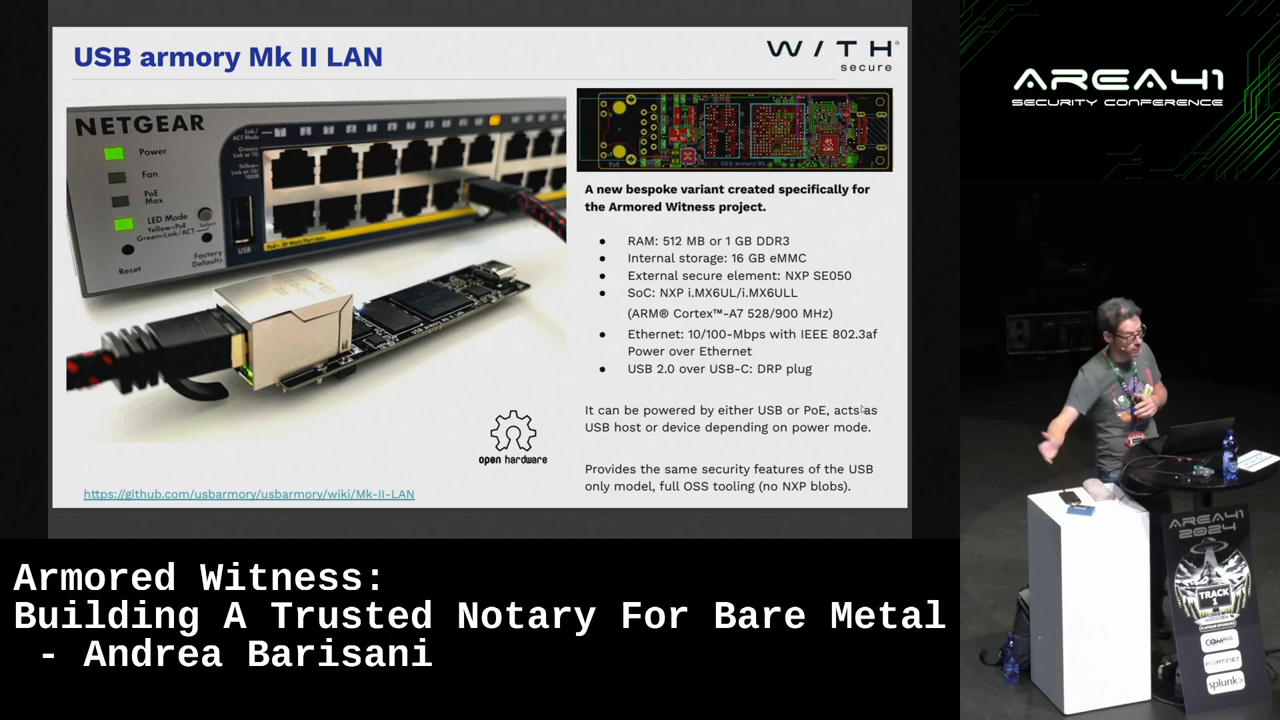 USB armory Mk II LAN
W / T H
secure
NETGEAR
Link/
ACT Mode
Power
Fan
PoE
Max
LED Mode
Yellow=PoE
Green=Link/ACT
Select
Reset
Factory
Defaults
USB
A new bespoke variant created specifically for
the Armored Witness project.
● RAM: 512 MB or 1 GB DDR3
● Internal storage: 16 GB eMMC
● External secure element: NXP SE050
● SoC: NXP i.MX6UL/i.MX6ULL
(ARM® Cortex™-A7 528/900 MHz)
● Ethernet: 10/100-Mbps with IEEE 802.3af
Power over Ethernet
● USB 2.0 over USB-C: DRP plug
It can be powered by either USB or PoE, acts as
USB host or device depending on power mode.
Provides the same security features of the USB
only model, full OSS tooling (no NXP blobs).
open hardware
https://github.com/usbarmory/usbarmory/wiki/Mk-II-LAN
Armored Witness:
Building A Trusted Notary For Bare Metal
- Andrea Barisani
AREA41
SECURITY CONFERENCE
AREA41
2024
TRACK
1
COMPASS
FORTINET
splunk>